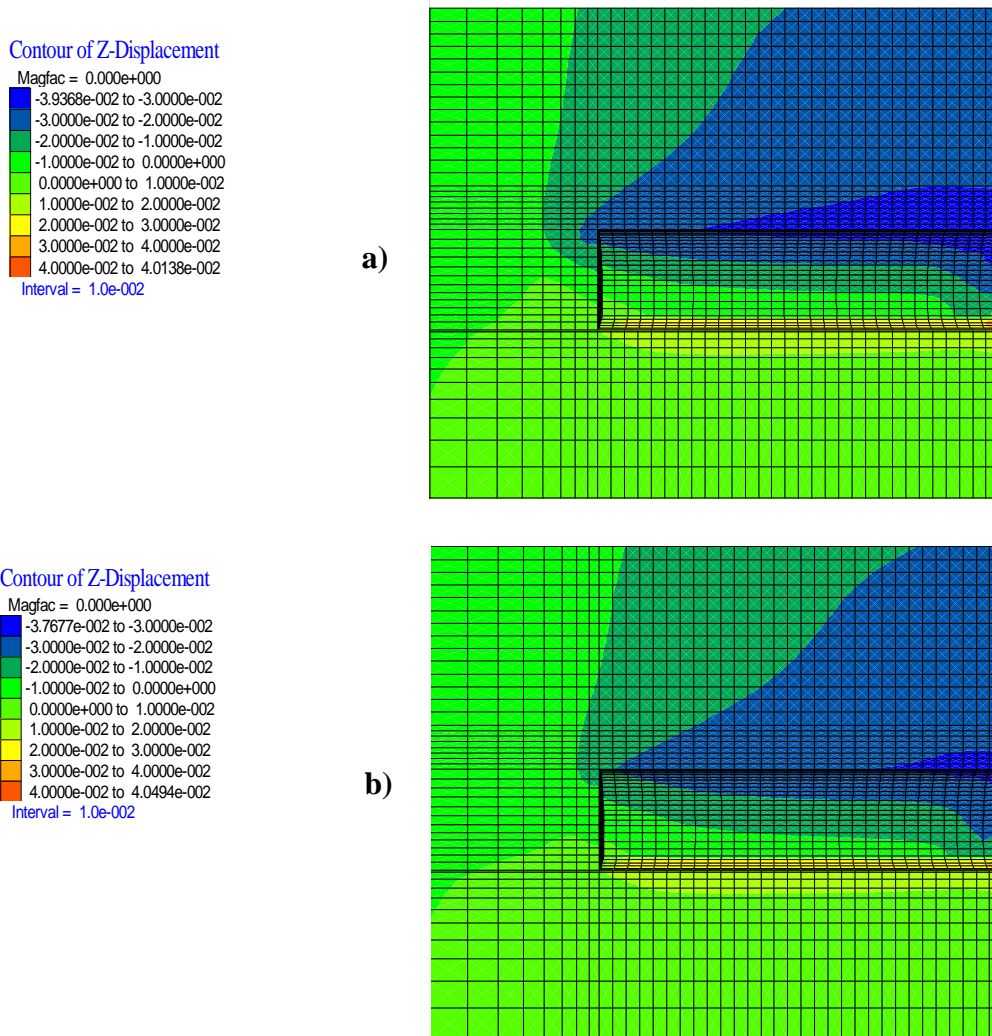 Contour of Z-Displacement
Magfac = 0.000e+000
-3.9368e-002 to -3.0000e-002
-3.0000e-002 to -2.0000e-002
-2.0000e-002 to -1.0000e-002
-1.0000e-002 to 0.0000e+000
0.0000e+000 to 1.0000e-002
1.0000e-002 to 2.0000e-002
2.0000e-002 to 3.0000e-002
3.0000e-002 to 4.0000e-002
4.0000e-002 to 4.0138e-002
Interval = 1.0e-002
a)
Contour of Z-Displacement
Magfac = 0.000e+000
-3.7677e-002 to -3.0000e-002
-3.0000e-002 to -2.0000e-002
-2.0000e-002 to -1.0000e-002
-1.0000e-002 to 0.0000e+000
0.0000e+000 to 1.0000e-002
1.0000e-002 to 2.0000e-002
2.0000e-002 to 3.0000e-002
3.0000e-002 to 4.0000e-002
4.0000e-002 to 4.0494e-002
Interval = 1.0e-002
b)